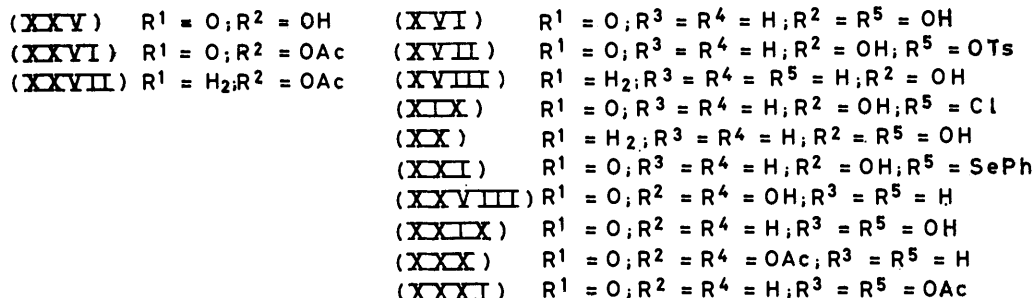 (XXV) R¹ = O;R² = OH
(XXVI) R¹ = O;R² = OAc
(XXVII) R¹ = H₂;R² = OAc
(XVI) R¹ = O;R³ = R⁴ = H;R² = R⁵ = OH
(XVII) R¹ = O;R³ = R⁴ = H;R² = OH;R⁵ = OTs
(XVIII) R¹ = H₂;R³ = R⁴ = R⁵ = H;R² = OH
(XIX) R¹ = O;R³ = R⁴ = H;R² = OH;R⁵ = Cl
(XX) R¹ = H₂;R³ = R⁴ = H;R² = R⁵ = OH
(XXI) R¹ = O;R³ = R⁴ = H;R² = OH;R⁵ = SePh
(XXVIII) R¹ = O;R² = R⁴ = OH;R³ = R⁵ = H
(XXIX) R¹ = O;R² = R⁴ = H;R³ = R⁵ = OH
(XXX) R¹ = O;R² = R⁴ = OAc;R³ = R⁵ = H
(XXXI) R¹ = O;R² = R⁴ = H;R³ = R⁵ = OAc